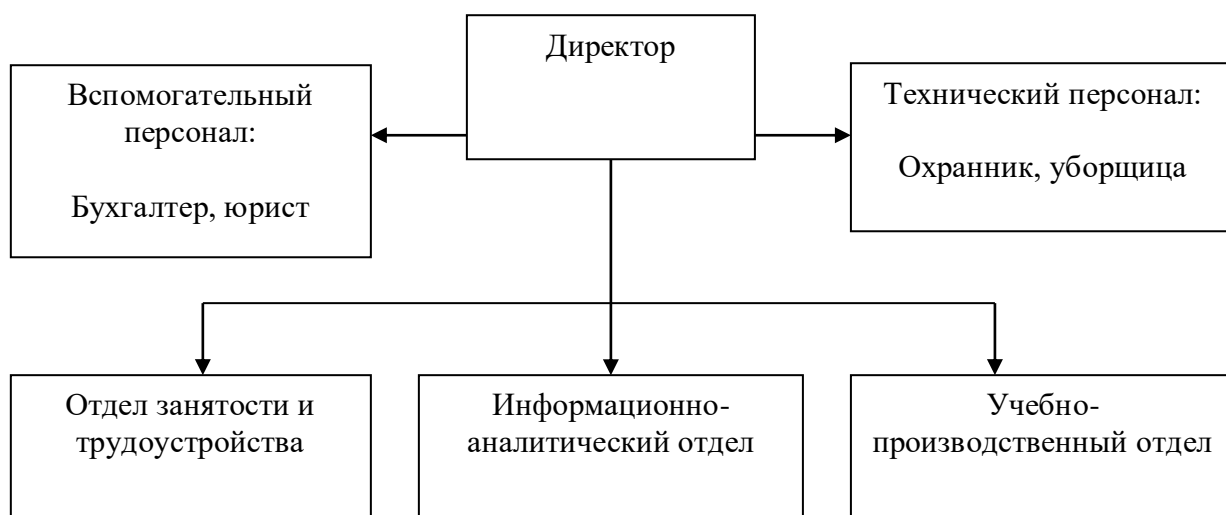 Директор
Вспомогательный
персонал:
Бухгалтер, юрист
Технический персонал:
Охранник, уборщица
Отдел занятости и
трудоустройства
Информационно-
аналитический отдел
Учебно-
производственный отдел